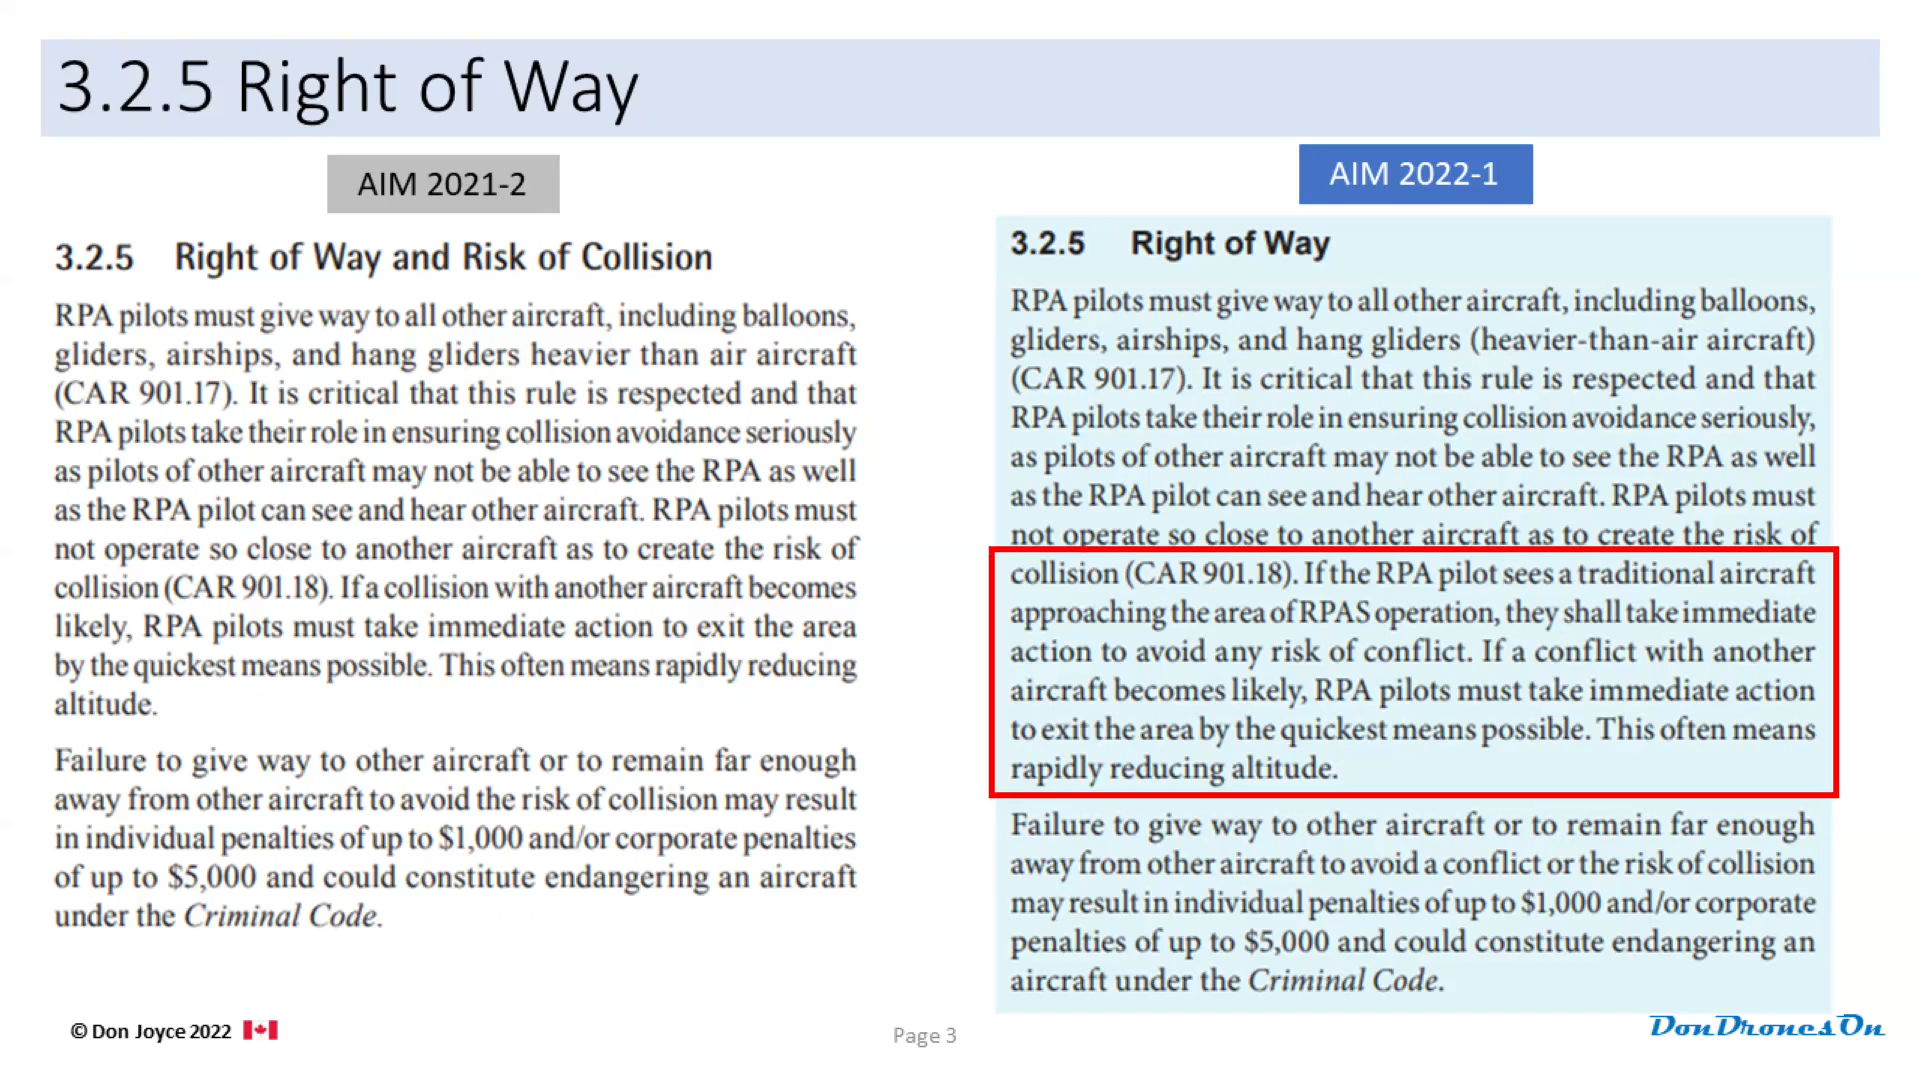 3.2.5 Right of Way
AIM 2021-2
3.2.5 Right of Way and Risk of Collision
RPA pilots must give way to all other aircraft, including balloons,
gliders, airships, and hang gliders heavier than air aircraft
(CAR 901.17). It is critical that this rule is respected and that
RPA pilots take their role in ensuring collision avoidance seriously
as pilots of other aircraft may not be able to see the RPA as well
as the RPA pilot can see and hear other aircraft. RPA pilots must
not operate so close to another aircraft as to create the risk of
collision (CAR 901.18). If a collision with another aircraft becomes
likely, RPA pilots must take immediate action to exit the area
by the quickest means possible. This often means rapidly reducing
altitude.
Failure to give way to other aircraft or to remain far enough
away from other aircraft to avoid the risk of collision may result
in individual penalties of up to $1,000 and/or corporate penalties
of up to $5,000 and could constitute endangering an aircraft
under the Criminal Code.
AIM 2022-1
3.2.5 Right of Way
RPA pilots must give way to all other aircraft, including balloons,
gliders, airships, and hang gliders (heavier-than-air aircraft)
(CAR 901.17). It is critical that this rule is respected and that
RPA pilots take their role in ensuring collision avoidance seriously,
as pilots of other aircraft may not be able to see the RPA as well
as the RPA pilot can see and hear other aircraft. RPA pilots must
not operate so close to another aircraft as to create the risk of
collision (CAR 901.18). If the RPA pilot sees a traditional aircraft
approaching the area of RPAS operation, they shall take immediate
action to avoid any risk of conflict. If a conflict with another
aircraft becomes likely, RPA pilots must take immediate action
to exit the area by the quickest means possible. This often means
rapidly reducing altitude.
Failure to give way to other aircraft or to remain far enough
away from other aircraft to avoid a conflict or the risk of collision
may result in individual penalties of up to $1,000 and/or corporate
penalties of up to $5,000 and could constitute endangering an
aircraft under the Criminal Code.
© Don Joyce 2022
Page 3
DonDronesOn